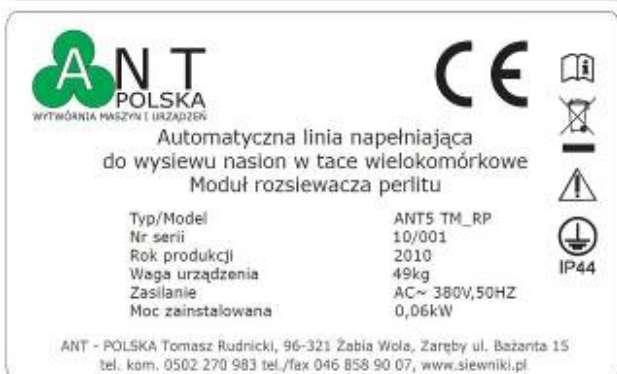 ANT
POLSKA
WYTWÓRNIA MASZYN I URZĄDZEŃ
CE
Automatyczna linia napełniająca
do wysiewu nasion w tace wielokomórkowe
Moduł rozsiewacza perlitu
Typ/Model ANT5 TM_RP
Nr serii 10/001
Rok produkcji 2010
Waga urządzenia 49kg
Zasilanie AC~ 380V,50HZ
Moc zainstalowana 0,06kW
IP44
ANT - POLSKA Tomasz Rudnicki, 96-321 Żabia Wola, Zaręby ul. Bażanta 15
tel. kom. 0502 270 983 tel./fax 046 858 90 07, www.siewniki.pl